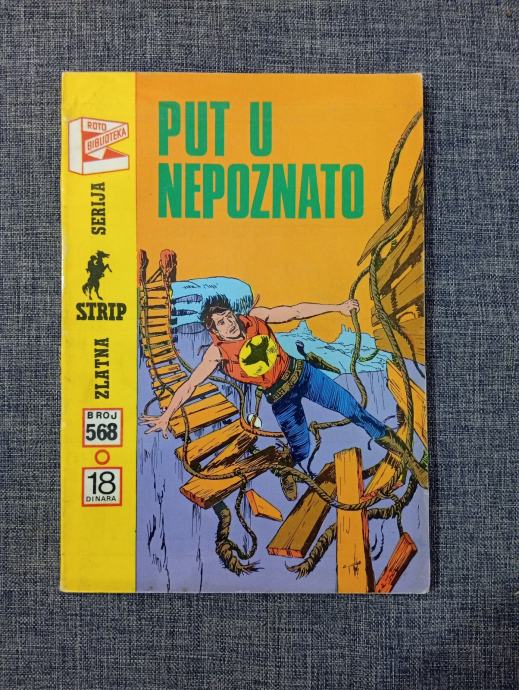 PUT U
NEPOZNATO
ROTO
BIBLIOTEKA
ZLATNA STRIP SERIJA
BROJ
568
18
DINARA